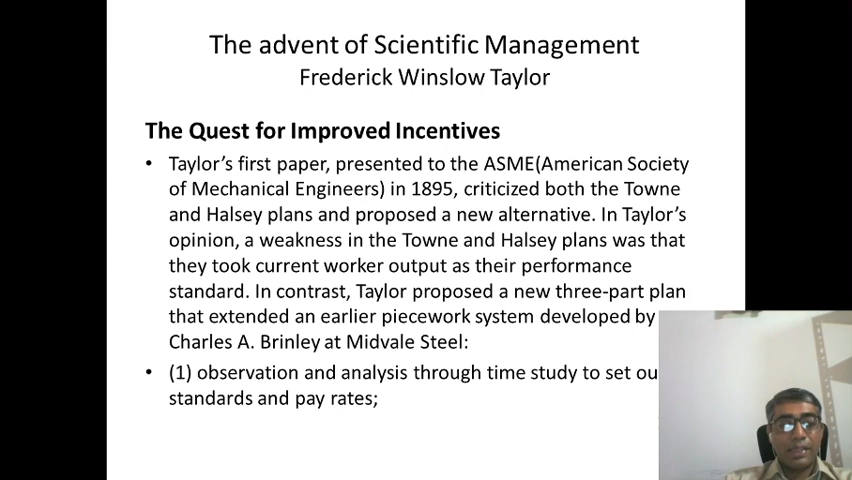 The advent of Scientific Management
Frederick Winslow Taylor
The Quest for Improved Incentives
• Taylor's first paper, presented to the ASME(American Society
of Mechanical Engineers) in 1895, criticized both the Towne
and Halsey plans and proposed a new alternative. In Taylor's
opinion, a weakness in the Towne and Halsey plans was that
they took current worker output as their performance
standard. In contrast, Taylor proposed a new three-part plan
that extended an earlier piecework system developed by
Charles A. Brinley at Midvale Steel:
• (1) observation and analysis through time study to set
standards and pay rates;